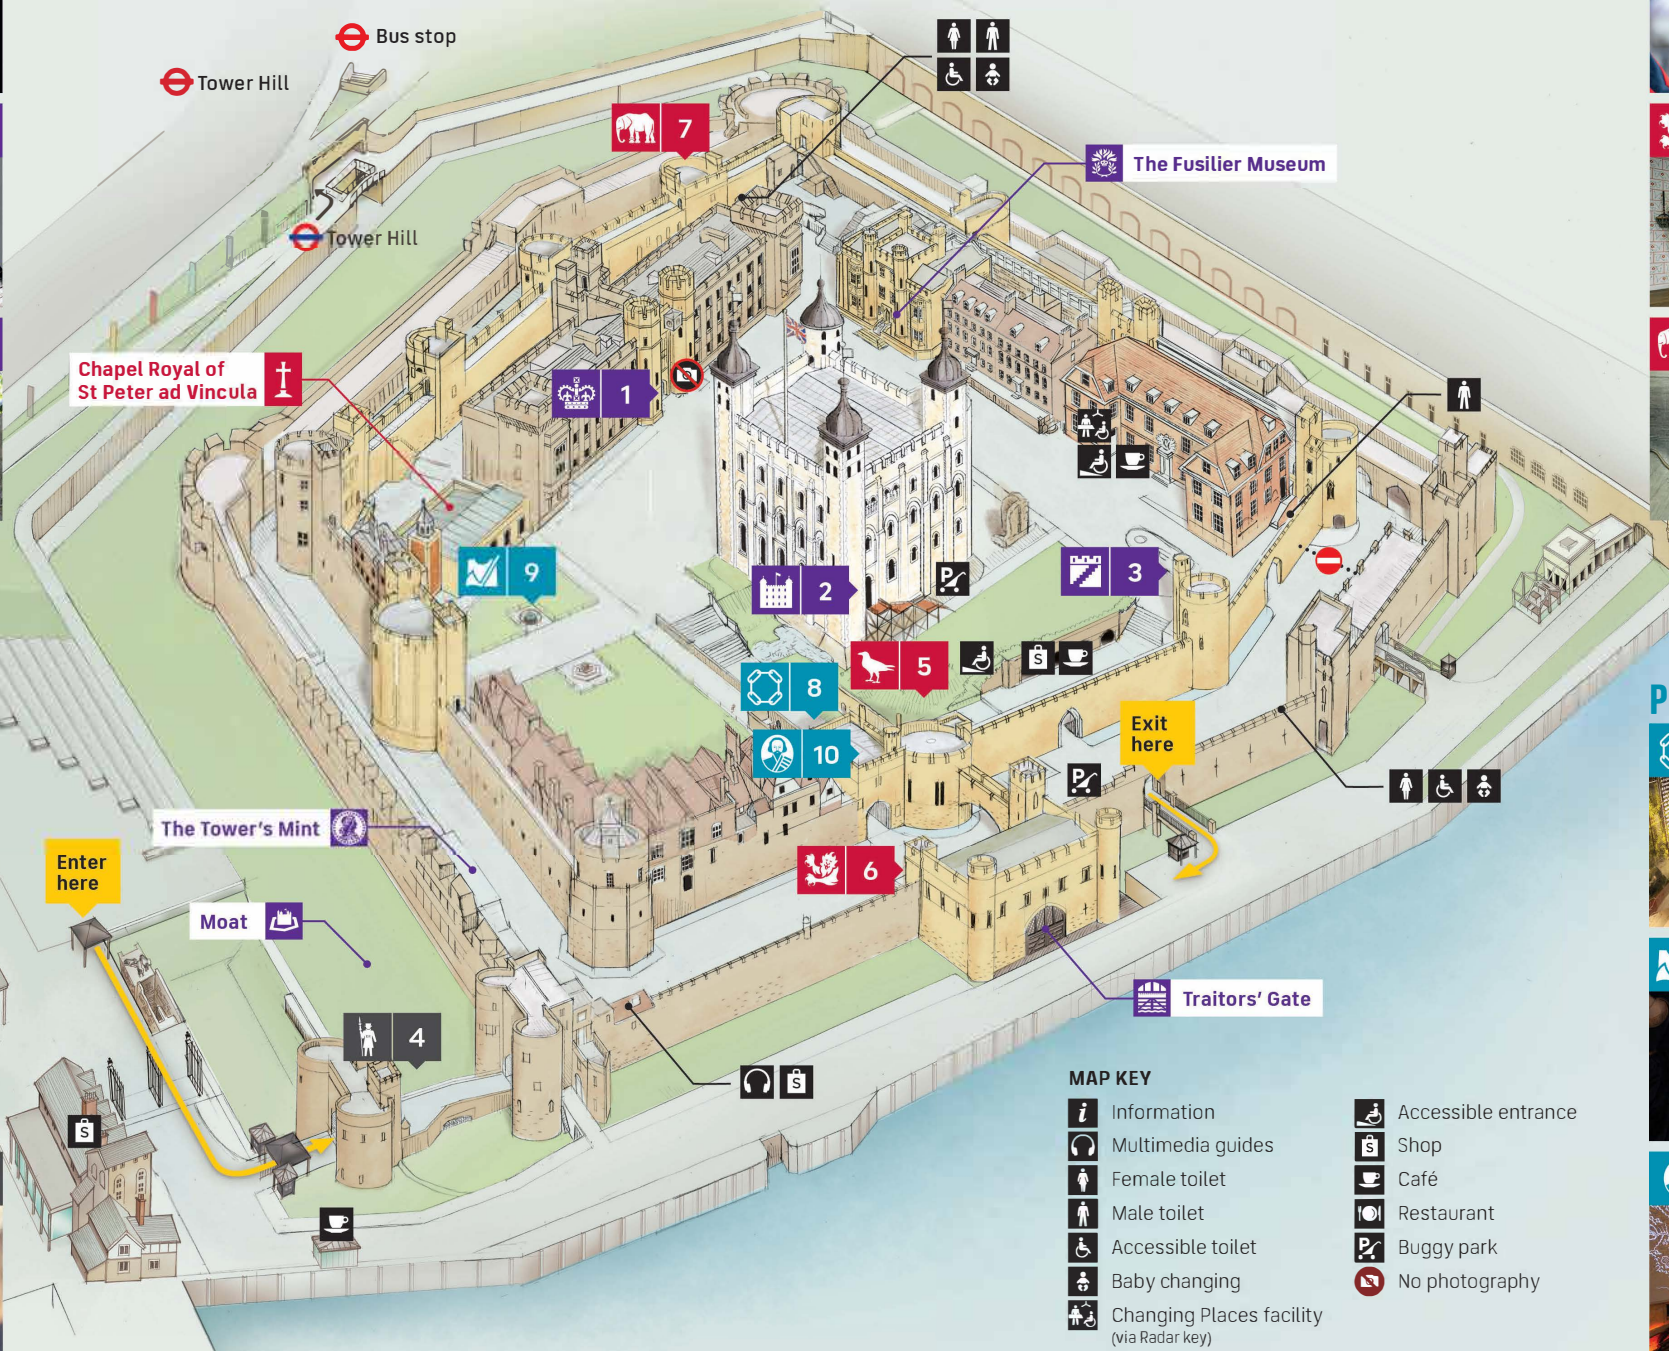 Bus stop
Tower Hill
7
The Fusilier Museum
Tower Hill
Chapel Royal of
St Peter ad Vincula
1
9
2
P
3
5
S
8
Exit
here
10
P
P
The Tower's Mint
Enter
here
6
Moat
Traitors' Gate
4
S
S
MAP KEY
i Information
Multimedia guides
Female toilet
Male toilet
Accessible toilet
Baby changing
Changing Places facility
(via Radar key)
Accessible entrance
S Shop
Café
Restaurant
P Buggy park
No photography